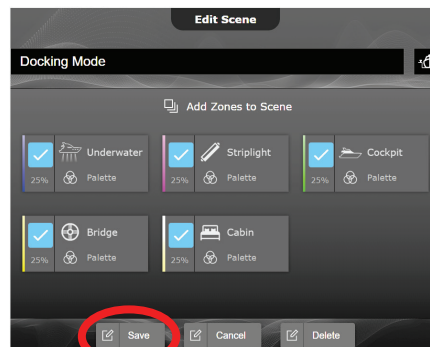 Edit Scene
Docking Mode
Add Zones to Scene
Underwater
25% Palette
Striplight
25% Palette
Cockpit
25% Palette
Bridge
25% Palette
Cabin
25% Palette
Save Cancel Delete